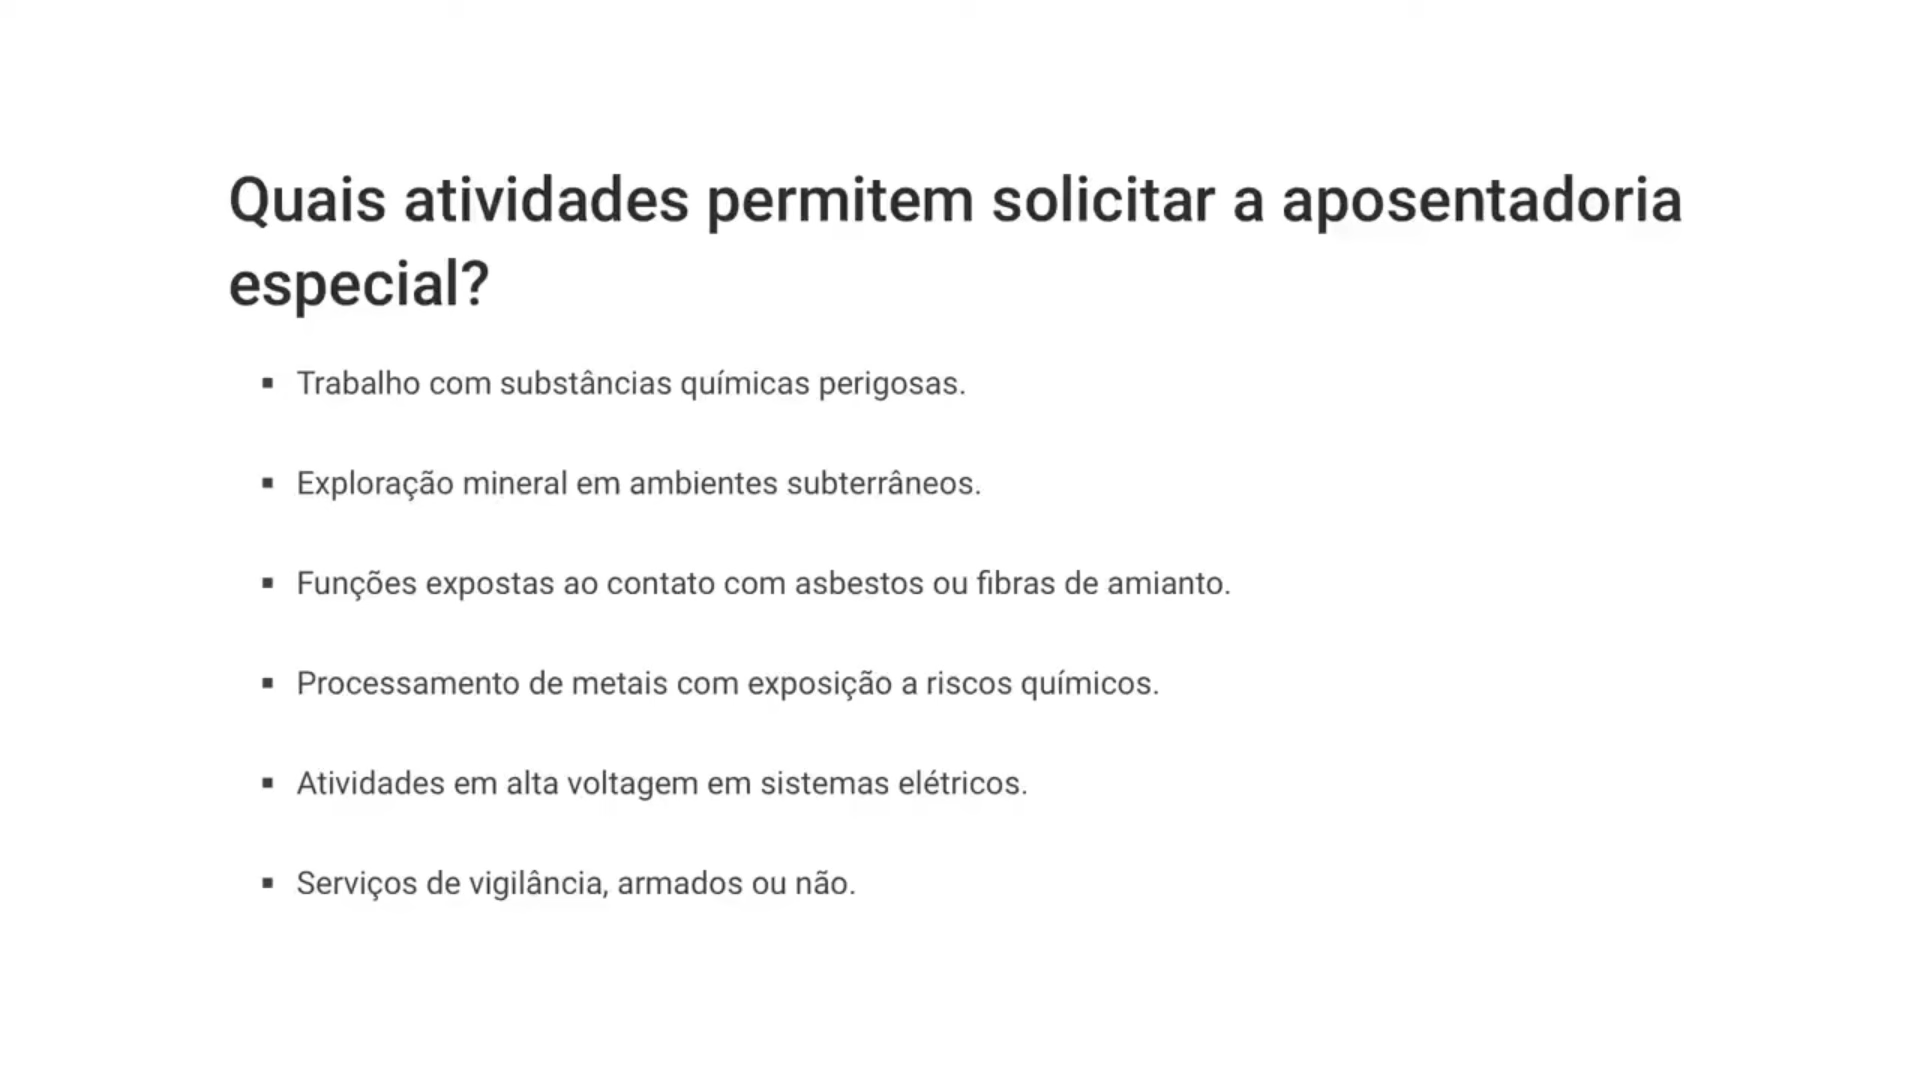 Quais atividades permitem solicitar a aposentadoria
especial?
▪ Trabalho com substâncias químicas perigosas.
▪ Exploração mineral em ambientes subterrâneos.
▪ Funções expostas ao contato com asbestos ou fibras de amianto.
▪ Processamento de metais com exposição a riscos químicos.
▪ Atividades em alta voltagem em sistemas elétricos.
▪ Serviços de vigilância, armados ou não.